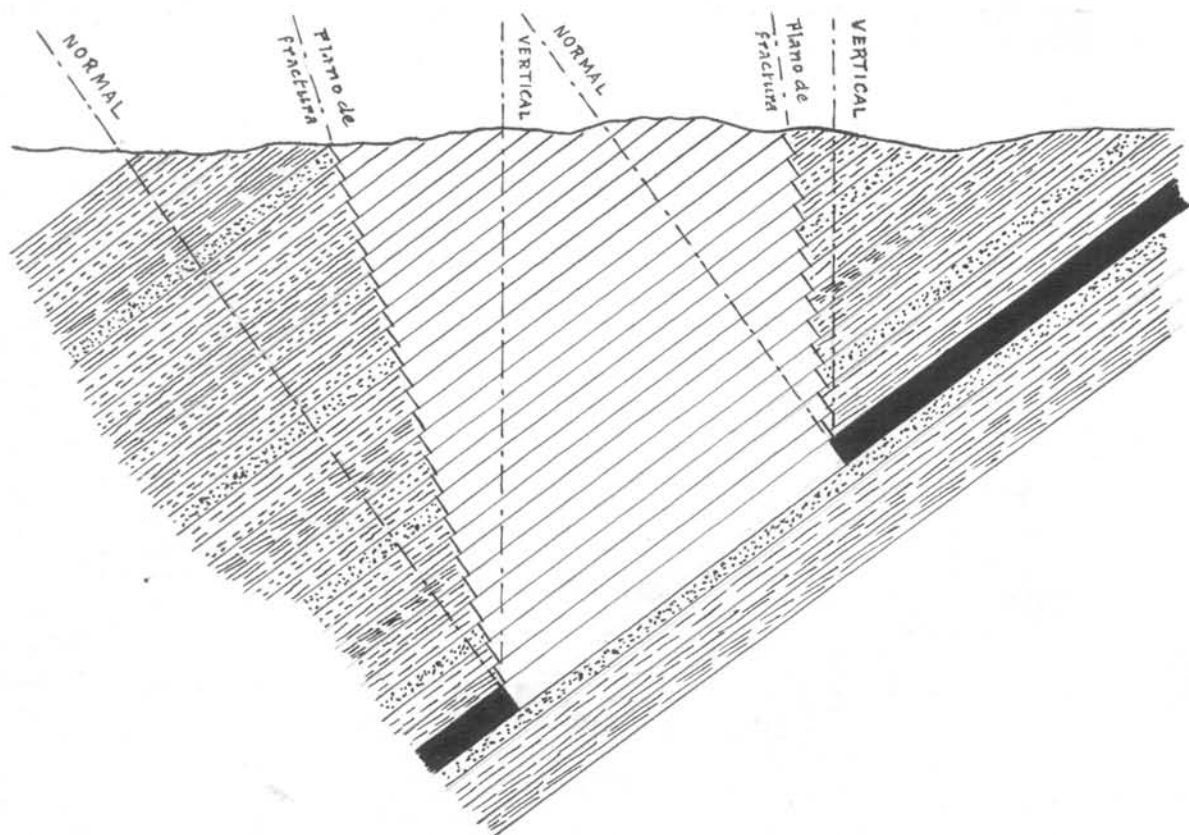 NORMAL
Plano de
fractura
VERTICAL
NORMAL
Plano de
fractura
VERTICAL